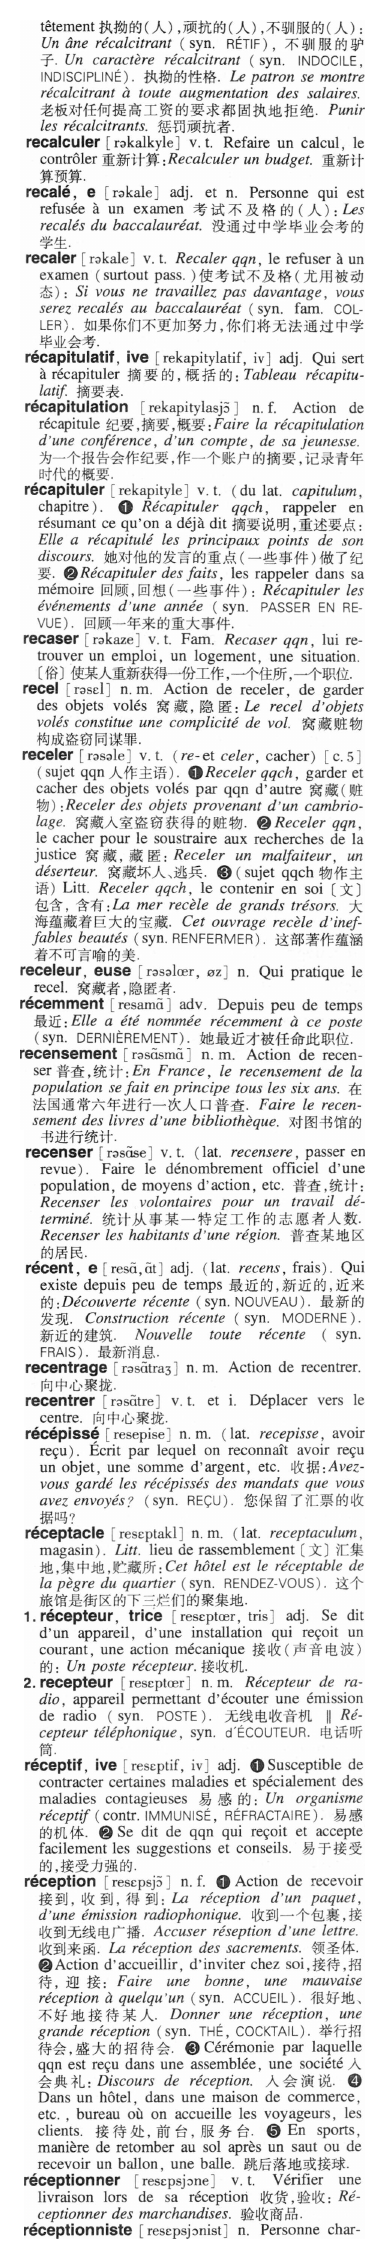 têtement 执拗的(人),顽抗的(人),不驯服的(人):
Un âne récalcitrant (syn. RÉTIF), 不驯服的驴
子. Un caractère récalcitrant (syn. INDOCILE,
INDISCIPLINÉ). 执拗的性格. Le patron se montre
récalcitrant à toute augmentation des salaires.
老板对任何提高工资的要求都固执地拒绝. Punir
les récalcitrants. 惩罚顽抗者.
recalculer [rəkalkyle] v. t. Refaire un calcul, le
contrôler 重新计算:Recalculer un budget. 重新计
算预算.
recalé, e [rəkale] adj. et n. Personne qui est
refusée à un examen 考试不及格的(人):Les
recalés du baccalauréat. 没通过中学毕业会考的
学生.
recaler [rəkale] v. t. Recaler qqn, le refuser à un
examen (surtout pass.)使考试不及格(尤用被动
态): Si vous ne travaillez pas davantage, vous
serez recalés au baccalauréat (syn. fam. COL-
LER). 如果你们不更加努力,你们将无法通过中学
毕业会考.
récapitulatif, ive [rekapitylatif, iv] adj. Qui sert
à récapituler 摘要的,概括的:Tableau récapitu-
latif. 摘要表.
récapitulation [rekapitylasjɔ̃] n. f. Action de
récapitule 纪要,摘要,概要:Faire la récapitulation
d'une conférence, d'un compte, de sa jeunesse.
为一个报告会作纪要,作一个账户的摘要,记录青年
时代的概要.
récapituler [rekapityle] v. t. (du lat. capitulum,
chapitre). ❶ Récapituler qqch, rappeler en
résumant ce qu'on a déjà dit 摘要说明,重述要点:
Elle a récapitulé les principaux points de son
discours. 她对他的发言的重点(一些事件)做了纪
要. ❷Récapituler des faits, les rappeler dans sa
mémoire 回顾,回想(一些事件): Récapituler les
événements d'une année (syn. PASSER EN RE-
VUE). 回顾一年来的重大事件.
recaser [rəkaze] v. t. Fam. Recaser qqn, lui re-
trouver un emploi, un logement, une situation.
〔俗〕使某人重新获得一份工作,一个住所,一个职位.
recel [rəsɛl] n. m. Action de receler, de garder
des objets volés 窝藏,隐匿:Le recel d'objets
volés constitue une complicité de vol. 窝藏赃物
构成盗窃同谋罪.
receler [rəsəle] v. t. (re-et celer, cacher) [c. 5]
(sujet qqn 人作主语). ❶Receler qqch, garder et
cacher des objets volés par qqn d'autre 窝藏(赃
物):Receler des objets provenant d'un cambrio-
lage. 窝藏入室盗窃获得的赃物. ❷Receler qqn,
le cacher pour le soustraire aux recherches de la
justice 窝藏,藏匿: Receler un malfaiteur, un
déserteur. 窝藏坏人、逃兵. ❸(sujet qqch 物作主
语) Litt. Receler qqch, le contenir en soi 〔文〕
包含,含有:La mer recèle de grands trésors. 大
海蕴藏着巨大的宝藏. Cet ouvrage recèle d'inef-
fables beautés (syn. RENFERMER). 这部著作蕴涵
着不可言喻的美.
receleur, euse [rəsəlœr, øz] n. Qui pratique le
recel. 窝藏者,隐匿者.
récemment [resamɑ̃] adv. Depuis peu de temps
最近:Elle a été nommée récemment à ce poste
(syn. DERNIÈREMENT). 她最近才被任命此职位.
recensement [rəsɑ̃smɑ̃] n. m. Action de recen-
ser 普查,统计:En France, le recensement de la
population se fait en principe tous les six ans. 在
法国通常六年进行一次人口普查. Faire le recen-
sement des livres d'une bibliothèque. 对图书馆的
书进行统计.
recenser [rəsɑ̃se] v. t. (lat. recensere, passer en
revue). Faire le dénombrement officiel d'une
population, de moyens d'action, etc. 普查,统计:
Recenser les volontaires pour un travail dé-
terminé. 统计从事某一特定工作的志愿者人数.
Recenser les habitants d'une région. 普查某地区
的居民.
récent, e [resɑ̃, ɑ̃t] adj. (lat. recens, frais). Qui
existe depuis peu de temps 最近的,新近的,近来
的:Découverte récente (syn. NOUVEAU). 最新的
发现. Construction récente (syn. MODERNE).
新近的建筑. Nouvelle toute récente ( syn.
FRAIS). 最新消息.
recentrage [rəsɑ̃traʒ] n. m. Action de recentrer.
向中心聚拢.
recentrer [rəsɑ̃tre] v. t. et i. Déplacer vers le
centre. 向中心聚拢.
récépissé [resepise] n. m. (lat. recepisse, avoir
reçu). Écrit par lequel on reconnaît avoir reçu
un objet, une somme d'argent, etc. 收据:Avez-
vous gardé les récépissés des mandats que vous
avez envoyés? (syn. REÇU). 您保留了汇票的收
据吗?
réceptacle [resɛptakl] n. m. (lat. receptaculum,
magasin). Litt. lieu de rassemblement 〔文〕汇集
地,集中地,贮藏所:Cet hôtel est le réceptable de
la pègre du quartier (syn. RENDEZ-VOUS). 这个
旅馆是街区的下三烂们的聚集地.
1. récepteur, trice [resɛptœr, tris] adj. Se dit
d'un appareil, d'une installation qui reçoit un
courant, une action mécanique 接收(声音电波)
的: Un poste récepteur. 接收机.
2. recepteur [resɛptœr] n. m. Récepteur de ra-
dio, appareil permettant d'écouter une émission
de radio (syn. POSTE). 无线电收音机 ‖ Ré-
cepteur téléphonique, syn. d'ÉCOUTEUR. 电话听
筒.
réceptif, ive [resɛptif, iv] adj. ❶Susceptible de
contracter certaines maladies et spécialement des
maladies contagieuses 易感的: Un organisme
réceptif (contr. IMMUNISÉ, RÉFRACTAIRE). 易感
的机体. ❷Se dit de qqn qui reçoit et accepte
facilement les suggestions et conseils. 易于接受
的,接受力强的.
réception [resɛpsjɔ̃] n. f. ❶ Action de recevoir
接到,收到,得到: La réception d'un paquet,
d'une émission radiophonique. 收到一个包裹,接
收到无线电广播. Accuser réseption d'une lettre.
收到来函. La réception des sacrements. 领圣体.
❷Action d'accueillir, d'inviter chez soi,接待,招
待, 迎 接: Faire une bonne, une mauvaise
réception à quelqu'un (syn. ACCUEIL). 很好地、
不好地接待某人. Donner une réception, une
grande réception (syn. THÉ, COCKTAIL). 举行招
待会,盛大的招待会. ❸Cérémonie par laquelle
qqn est reçu dans une assemblée, une société 入
会典礼: Discours de réception. 入会演说. ❹
Dans un hôtel, dans une maison de commerce,
etc., bureau où on accueille les voyageurs, les
clients. 接待处,前台,服务台. ❺ En sports,
manière de retomber au sol après un saut ou de
recevoir un ballon, une balle. 跳后落地或接球.
réceptionner [resɛpsjɔne] v. t. Vérifier une
livraison lors de sa réception 收货,验收: Ré-
ceptionner des marchandises. 验收商品.
réceptionniste [resɛpsjɔnist] n. Personne char-